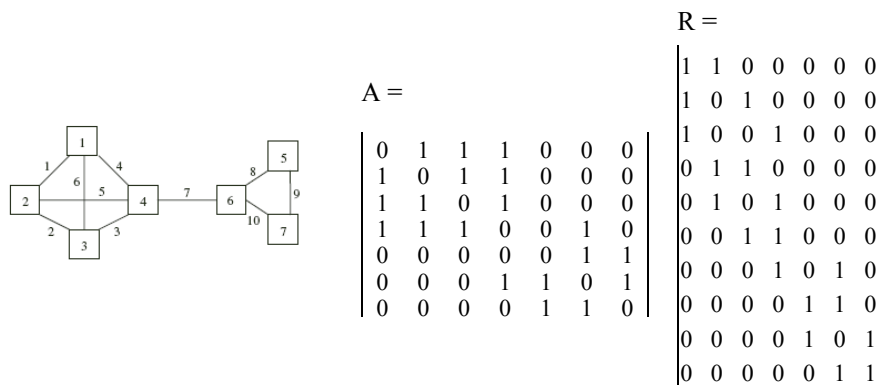 R =
A =
1 1 0 0 0 0 0
1 0 1 0 0 0 0
1 0 0 1 0 0 0
0 1 1 0 0 0 0
0 1 0 1 0 0 0
0 0 1 1 0 0 0
0 0 0 1 0 1 0
0 0 0 0 1 1 0
0 0 0 0 1 0 1
0 0 0 0 0 1 1
0 1 1 1 0 0 0
1 0 1 1 0 0 0
1 1 0 1 0 0 0
1 1 1 0 0 1 0
0 0 0 0 0 1 1
0 0 0 1 1 0 1
0 0 0 0 1 1 0
1
5
1 4 8
6
5 7 9
2 4 6
2 3 10
3 7